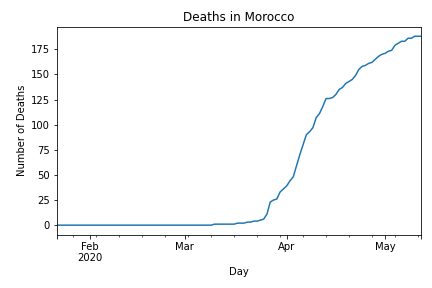 Deaths in Morocco
Number of Deaths
175
150
125
100
75
50
25
0
Feb
2020
Mar
Apr
May
Day